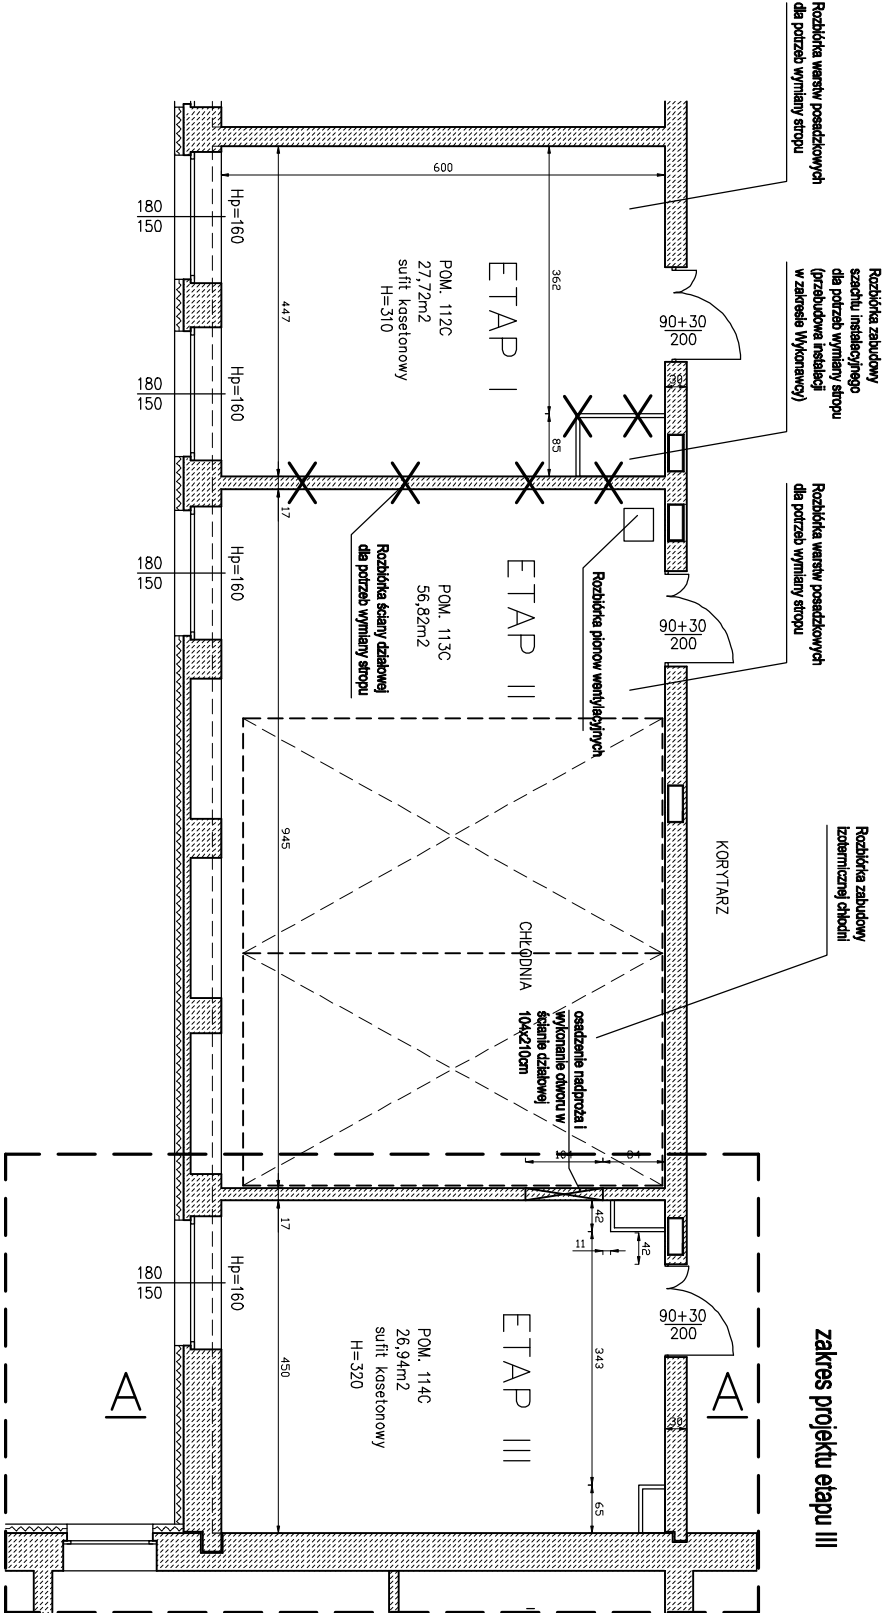 Rozbiórka warstw posadzkowych
dla potrzeb wymiany stropu
Rozbiórka zabudowy
szachtu instalacyjnego
dla potrzeb wymiany stropu
(przebudowa instalacji
w zakresie Wykonawcy)
Rozbiórka warstw posadzkowych
dla potrzeb wymiany stropu
Rozbiórka zabudowy
izotermicznej chłodni
zakres projektu etapu III
KORYTARZ
90+30
200
90+30
200
90+30
200
30
30
600
362
85
447
ETAP I
POM. 112C
27,72m2
sufit kasetonowy
H=310
Hp=160
180
150
Hp=160
180
150
17
Rozbiórka ściany działowej
dla potrzeb wymiany stropu
Rozbiórka pionow wentylacyjnych
ETAP II
POM. 113C
56,82m2
Hp=160
180
150
945
CHŁODNIA
osadzenie nadproża i
wykonanie otworu w
ścianie działowej
104x210cm
104
84
17
42
42
11
343
65
450
ETAP III
POM. 114C
26,94m2
sufit kasetonowy
H=320
Hp=160
180
150
A
A